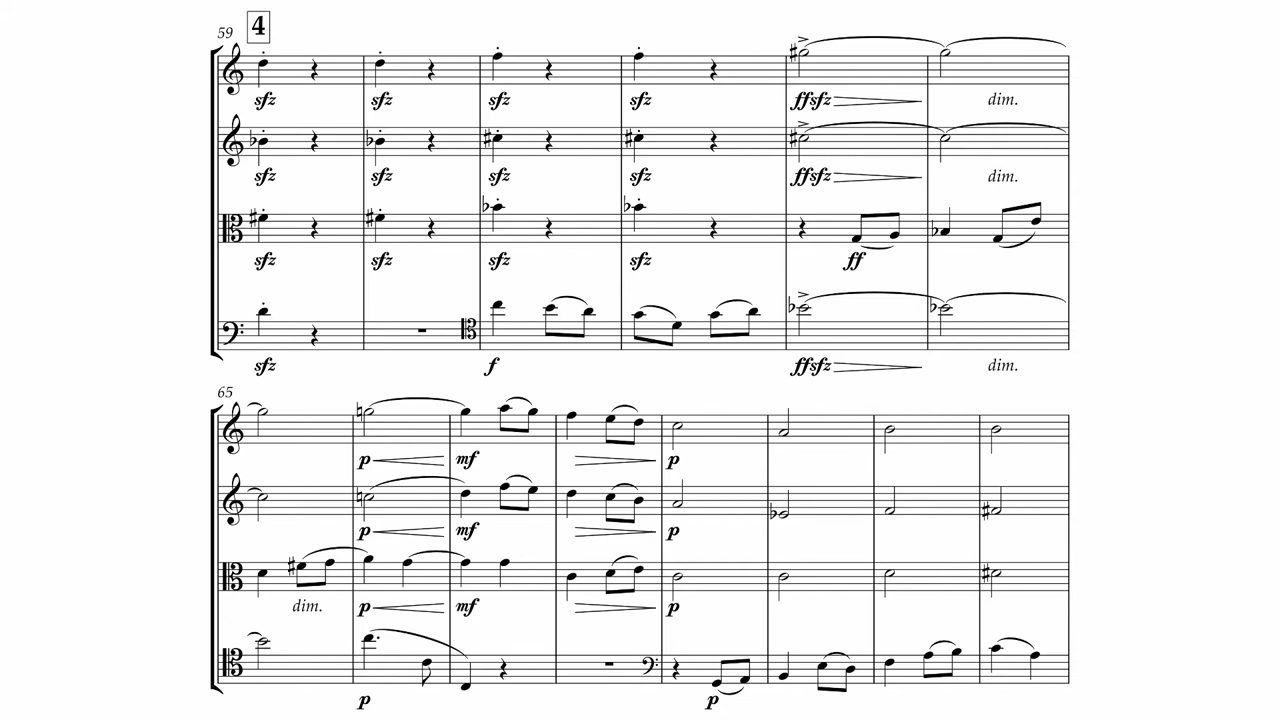 59 4
sfz sfz sfz sfz ffsfz dim.
sfz sfz sfz sfz ffsfz dim.
sfz sfz sfz sfz ff
sfz f ffsfz dim.
65
p mf p
p mf p
dim. p mf p
p p